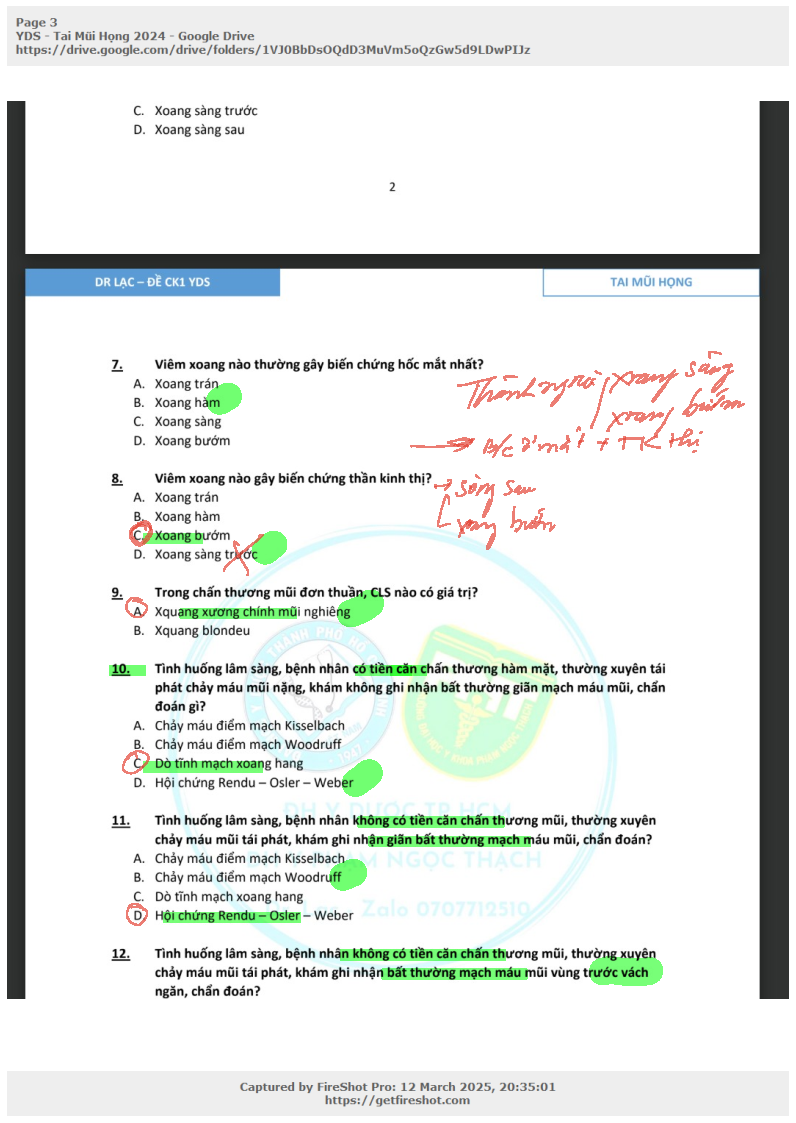 Page 3
YDS - Tai Mũi Họng 2024 - Google Drive
https://drive.google.com/drive/folders/1VJ0BbDsOQdD3MuVm5oQzGw5d9LDwPIJz
C. Xoang sàng trước
D. Xoang sàng sau
2
DR LẠC – ĐỀ CK1 YDS
TAI MŨI HỌNG
7. Viêm xoang nào thường gây biến chứng hốc mắt nhất?
A. Xoang trán
B. Xoang hàm
C. Xoang sàng
D. Xoang bướm
xoang sàng
xoang bướm
8. Viêm xoang nào gây biến chứng thần kinh thị?
A. Xoang trán
B. Xoang hàm
C. Xoang bướm
D. Xoang sàng trước
→ sàng sau
xoang bướm
9. Trong chấn thương mũi đơn thuần, CLS nào có giá trị?
A. Xquang xương chính mũi nghiêng
B. Xquang blondeu
10. Tình huống lâm sàng, bệnh nhân có tiền căn chấn thương hàm mặt, thường xuyên tái
phát chảy máu mũi nặng, khám không ghi nhận bất thường giãn mạch máu mũi, chẩn
đoán gì?
A. Chảy máu điểm mạch Kisselbach
B. Chảy máu điểm mạch Woodruff
C. Dò tĩnh mạch xoang hang
D. Hội chứng Rendu – Osler – Weber
11. Tình huống lâm sàng, bệnh nhân không có tiền căn chấn thương mũi, thường xuyên
chảy máu mũi tái phát, khám ghi nhận giãn bất thường mạch máu mũi, chẩn đoán?
A. Chảy máu điểm mạch Kisselbach
B. Chảy máu điểm mạch Woodruff
C. Dò tĩnh mạch xoang hang
D. Hội chứng Rendu – Osler – Weber
12. Tình huống lâm sàng, bệnh nhân không có tiền căn chấn thương mũi, thường xuyên
chảy máu mũi tái phát, khám ghi nhận bất thường mạch máu mũi vùng trước vách
ngăn, chẩn đoán?
ĐH Y DƯỢC TP HCM
NGỌC THẠCH
Zalo 0707712510
Captured by FireShot Pro: 12 March 2025, 20:35:01
https://getfireshot.com